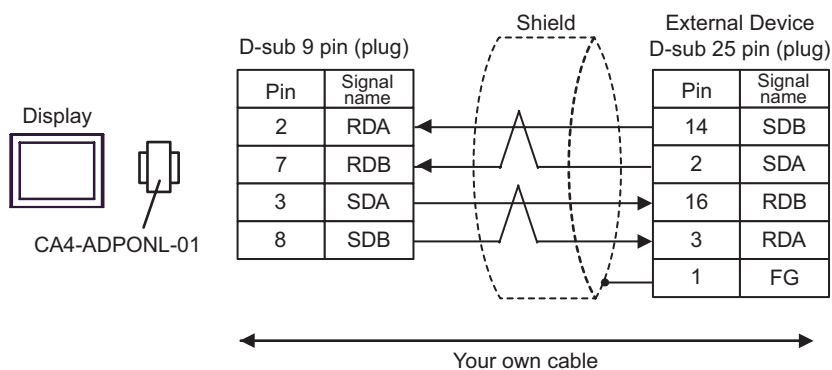 Shield
External Device
D-sub 9 pin (plug)
D-sub 25 pin (plug)
Pin Signal name
Pin Signal name
Display
2 RDA
14 SDB
7 RDB
2 SDA
3 SDA
16 RDB
CA4-ADPONL-01
8 SDB
3 RDA
1 FG
Your own cable